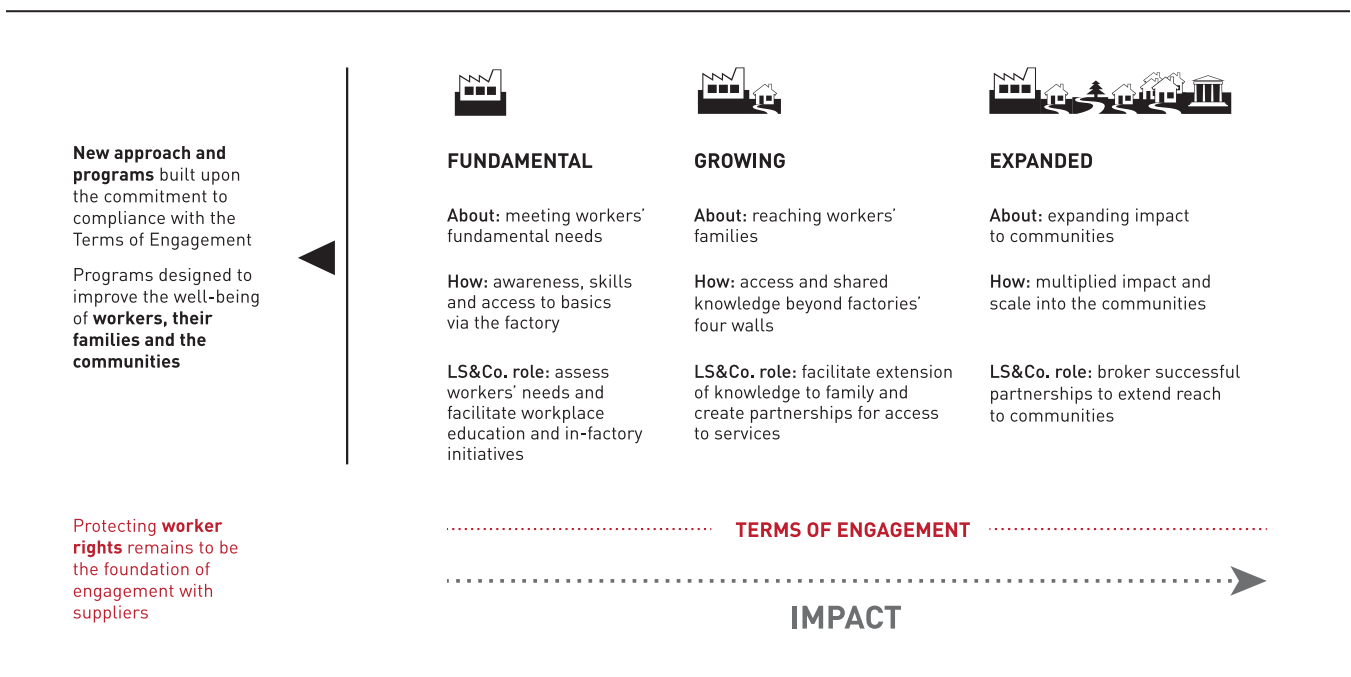 New approach and
programs built upon
the commitment to
compliance with the
Terms of Engagement
Programs designed to
improve the well-being
of workers, their
families and the
communities
FUNDAMENTAL
About: meeting workers’
fundamental needs
How: awareness, skills
and access to basics
via the factory
LS&Co. role: assess
workers’ needs and
facilitate workplace
education and in-factory
initiatives
GROWING
About: reaching workers’
families
How: access and shared
knowledge beyond factories’
four walls
LS&Co. role: facilitate extension
of knowledge to family and
create partnerships for access
to services
EXPANDED
About: expanding impact
to communities
How: multiplied impact and
scale into the communities
LS&Co. role: broker successful
partnerships to extend reach
to communities
Protecting worker
rights remains to be
the foundation of
engagement with
suppliers
TERMS OF ENGAGEMENT
IMPACT